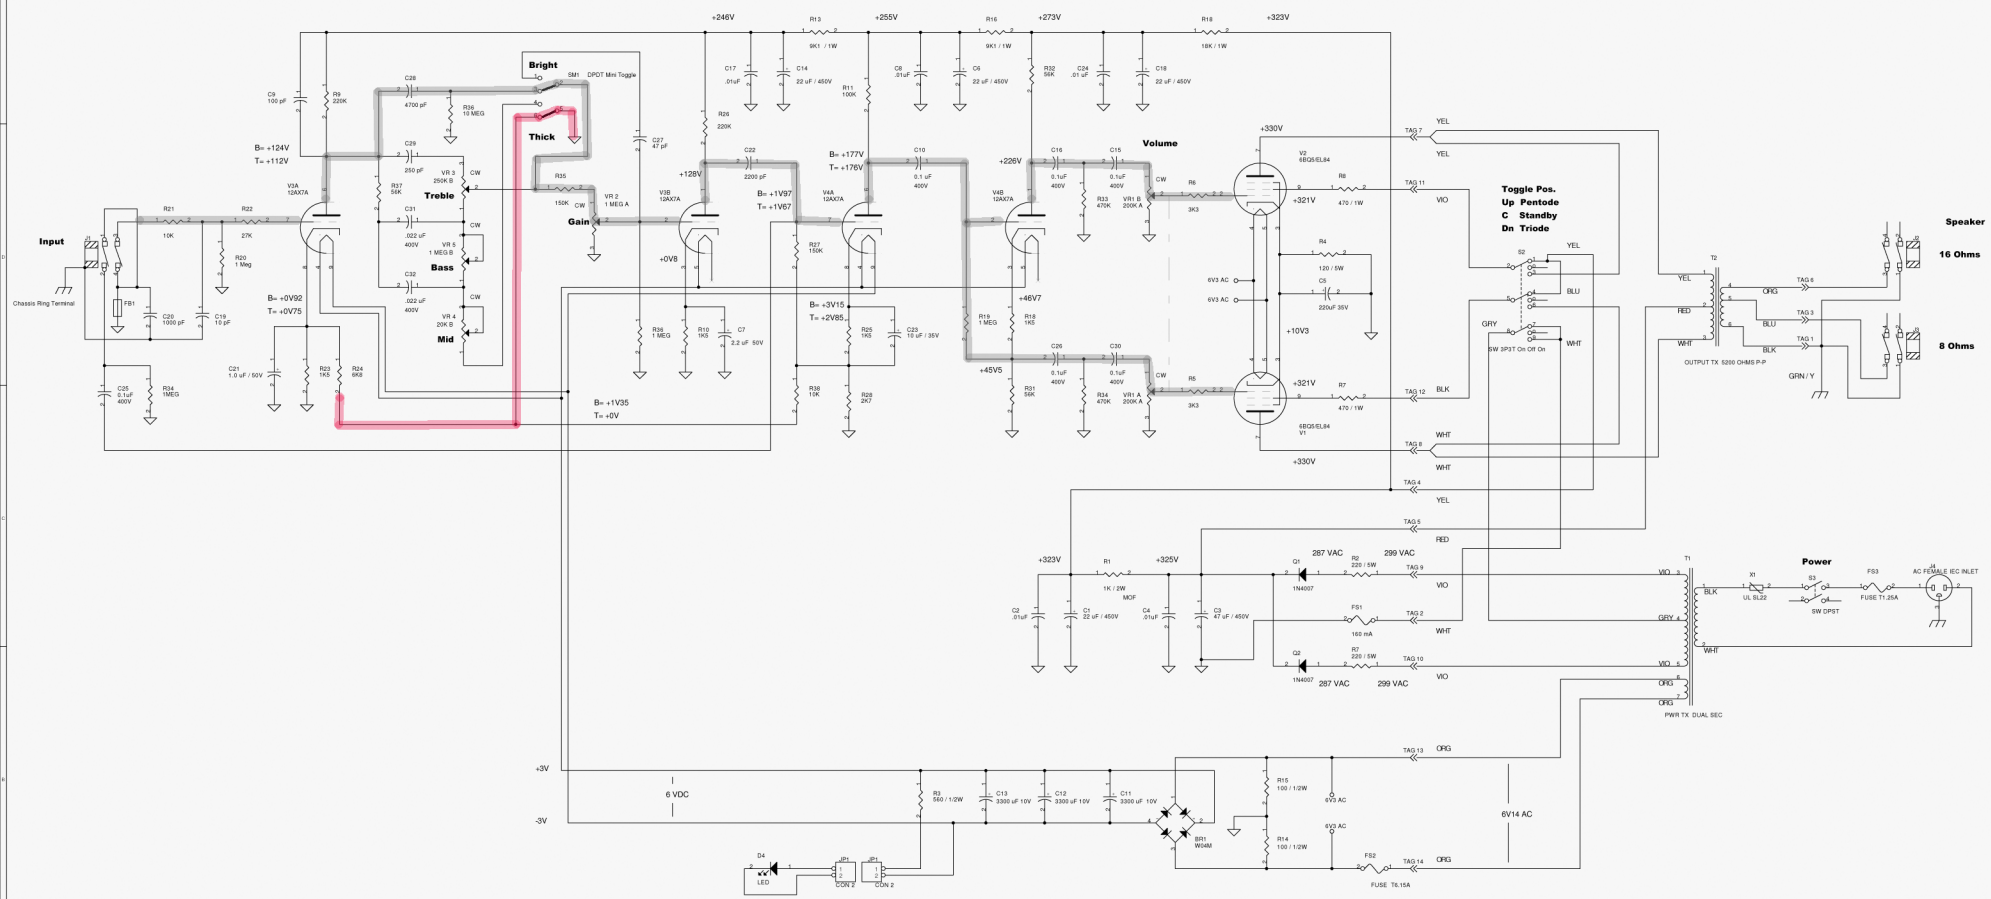 +246V
R13
+255V
R16
+273V
R18
+323V
9K1 / 1W
9K1 / 1W
18K / 1W
Bright
SM1 DPDT Mini Toggle
C28
4700 pF
R36
10 MEG
C9
100 pF
R9
220K
C17
.01uF
C14
22 uF / 450V
R11
100K
C8
.01uF
C6
22 uF / 450V
R32
56K
C24
.01 uF
C18
22 uF / 450V
R26
220K
Thick
C27
47 pF
YEL
TAG 7
YEL
+330V
V2
6BQ5/EL84
Volume
B= +124V
T= +112V
C29
250 pF
VR 3
250K B
CW
Treble
R37
56K
R35
150K
CW
VR 2
1 MEG A
Gain
+128V
V3B
12AX7A
C22
2200 pF
B= +177V
T= +176V
B= +1V97
T= +1V67
V4A
12AX7A
C10
0.1 uF
400V
+226V
V4B
12AX7A
C16
0.1uF
400V
C15
0.1uF
400V
R33
470K
CW
VR1 B
200K A
R6
3K3
+321V
R8
470 / 1W
TAG 11
VIO
Toggle Pos.
Up Pentode
C Standby
Dn Triode
V3A
12AX7A
Input
J1
R21
10K
R22
27K
R20
1 Meg
C31
.022 uF
400V
CW
VR 5
1 MEG B
Bass
C32
.022 uF
400V
CW
VR 4
20K B
Mid
Chassis Ring Terminal
FB1
C20
1000 pF
C19
10 pF
B= +0V92
T= +0V75
+0V8
R27
150K
R4
120 / 5W
C5
220uF 35V
6V3 AC
6V3 AC
+10V3
S2
YEL
BLU
GRY
WHT
SW 3P3T On Off On
T2
YEL
RED
WHT
OUTPUT TX 5200 OHMS P-P
ORG
TAG 6
BLU
TAG 3
BLK
TAG 1
GRN / Y
Speaker
J2
16 Ohms
J3
8 Ohms
C21
1.0 uF / 50V
R23
1K5
R24
6K8
C25
0.1uF
400V
R34
1MEG
R36
1 MEG
R10
1K5
C7
2.2 uF 50V
B= +3V15
T= +2V85
R25
1K5
C23
10 uF / 35V
R19
1 MEG
+46V7
R18
1K5
+45V5
C26
0.1uF
400V
C30
0.1uF
400V
R31
56K
R34
470K
CW
VR1 A
200K A
R5
3K3
+321V
R7
470 / 1W
TAG 12
BLK
6BQ5/EL84
V1
B= +1V35
T= +0V
R38
10K
R28
2K7
+330V
WHT
TAG 8
WHT
TAG 4
YEL
TAG 5
RED
+323V
R1
1K / 2W
MOF
+325V
C2
.01uF
C1
22 uF / 450V
C4
.01uF
C3
47 uF / 450V
Q1
1N4007
287 VAC
R2
220 / 5W
299 VAC
TAG 9
VIO
FS1
160 mA
TAG 2
WHT
Q2
1N4007
287 VAC
R7
220 / 5W
299 VAC
TAG 10
VIO
T1
VIO
GRY
VIO
ORG
ORG
BLK
WHT
PWR TX DUAL SEC
Power
X1
UL SL22
S3
SW DPST
FS3
FUSE T1.25A
J4
AC FEMALE IEC INLET
TAG 13
ORG
+3V
6 VDC
-3V
R3
560 / 1/2W
C13
3300 uF 10V
C12
3300 uF 10V
C11
3300 uF 10V
BR1
W04M
R15
100 / 1/2W
R14
100 / 1/2W
6V3 AC
6V3 AC
6V14 AC
FS2
FUSE T6.15A
TAG 14
ORG
D4
LED
JP1
CON 2
JP1
CON 2